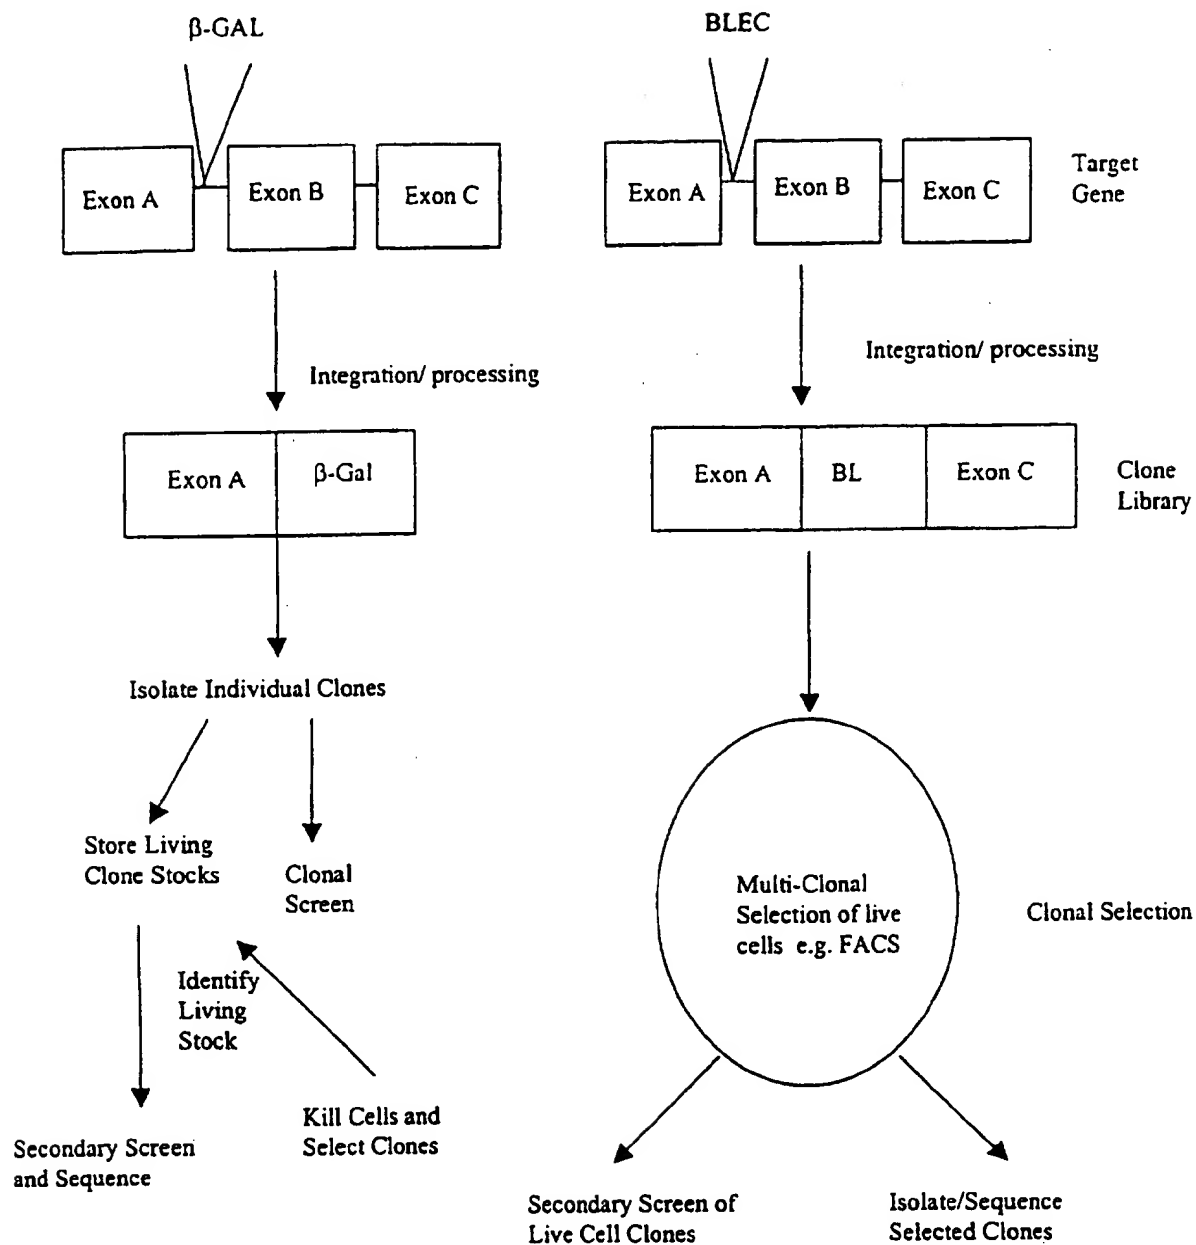 β-GAL
BLEC
Exon A
Exon B
Exon C
Exon A
Exon B
Exon C
Target
Gene
Integration/ processing
Integration/ processing
Exon A
β-Gal
Exon A
BL
Exon C
Clone
Library
Isolate Individual Clones
Store Living
Clone Stocks
Clonal
Screen
Multi-Clonal
Selection of live
cells e.g. FACS
Clonal Selection
Identify
Living
Stock
Kill Cells and
Select Clones
Secondary Screen
and Sequence
Secondary Screen of
Live Cell Clones
Isolate/Sequence
Selected Clones